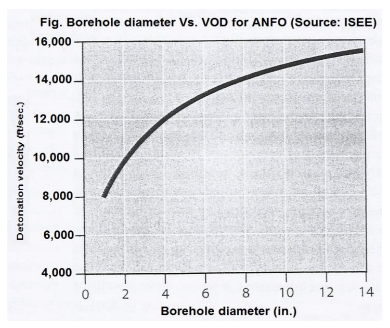 Fig. Borehole diameter Vs. VOD for ANFO (Source: ISEE)
Detonation velocity (ft/sec.)
16,000
14,000
12.000
10,000
8,000
6,000
4,000
0 2 4 6 8 10 12 14
Borehole diameter (in.)